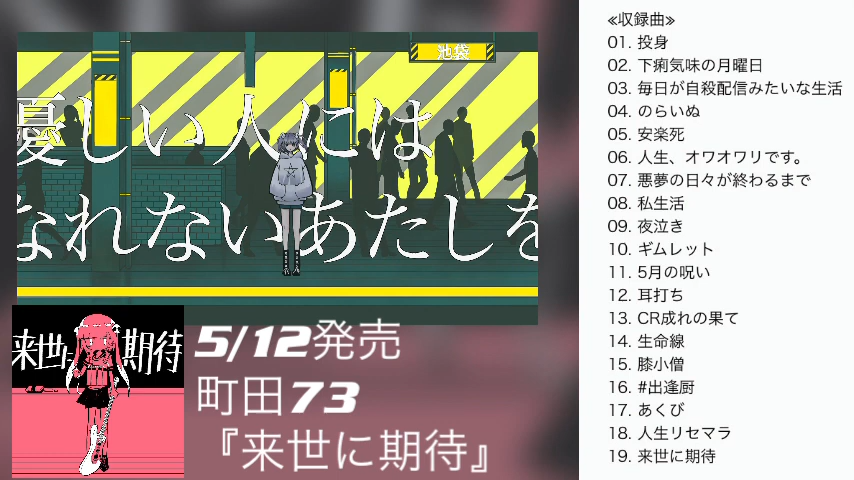 池袋
優しい人には
なれないあたしを
来世に期待
5/12発売
町田73
『来世に期待』
≪収録曲≫
01. 投身
02. 下痢気味の月曜日
03. 毎日が自殺配信みたいな生活
04. のらいぬ
05. 安楽死
06. 人生、オワオワリです。
07. 悪夢の日々が終わるまで
08. 私生活
09. 夜泣き
10. ギムレット
11. 5月の呪い
12. 耳打ち
13. CR成れの果て
14. 生命線
15. 膝小僧
16. #出逢厨
17. あくび
18. 人生リセマラ
19. 来世に期待